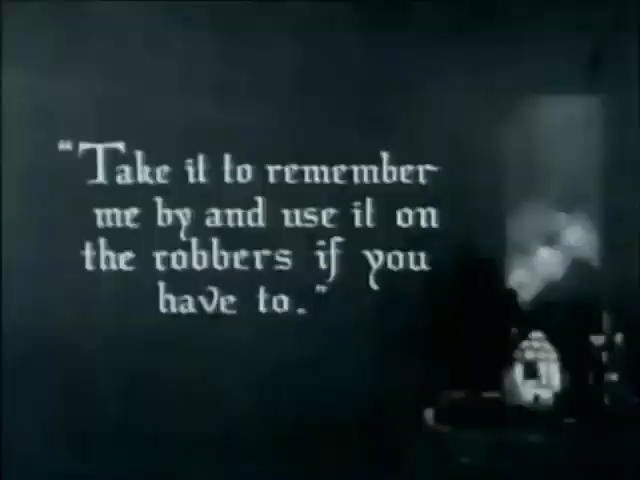 "Take it to remember
me by and use it on
the robbers if you
have to."